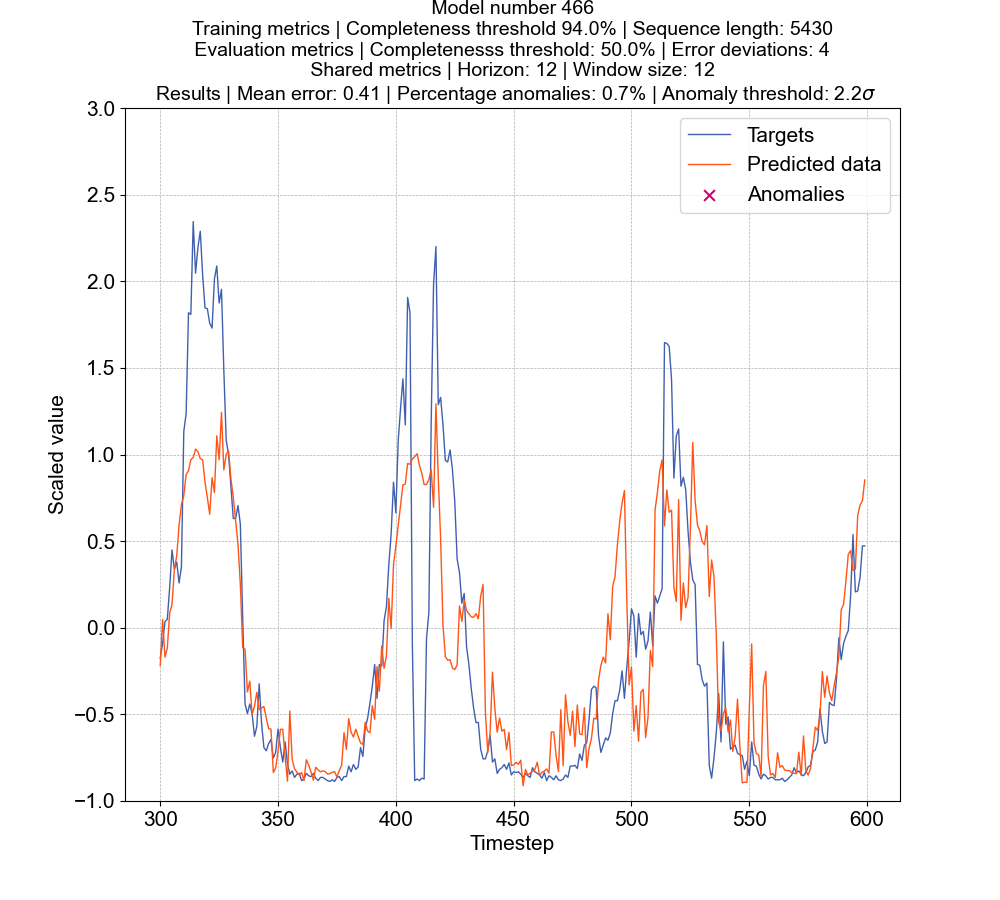 Model number 466
Training metrics | Completeness threshold 94.0% | Sequence length: 5430
Evaluation metrics | Completenesss threshold: 50.0% | Error deviations: 4
Shared metrics | Horizon: 12 | Window size: 12
Results | Mean error: 0.41 | Percentage anomalies: 0.7% | Anomaly threshold: 2.2σ
3.0
2.5
2.0
1.5
1.0
0.5
0.0
−0.5
−1.0
Scaled value
Targets
Predicted data
Anomalies
300
350
400
450
500
550
600
Timestep